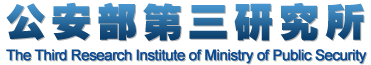 公安部第三研究所
The Third Research Institute of Ministry of Public Security